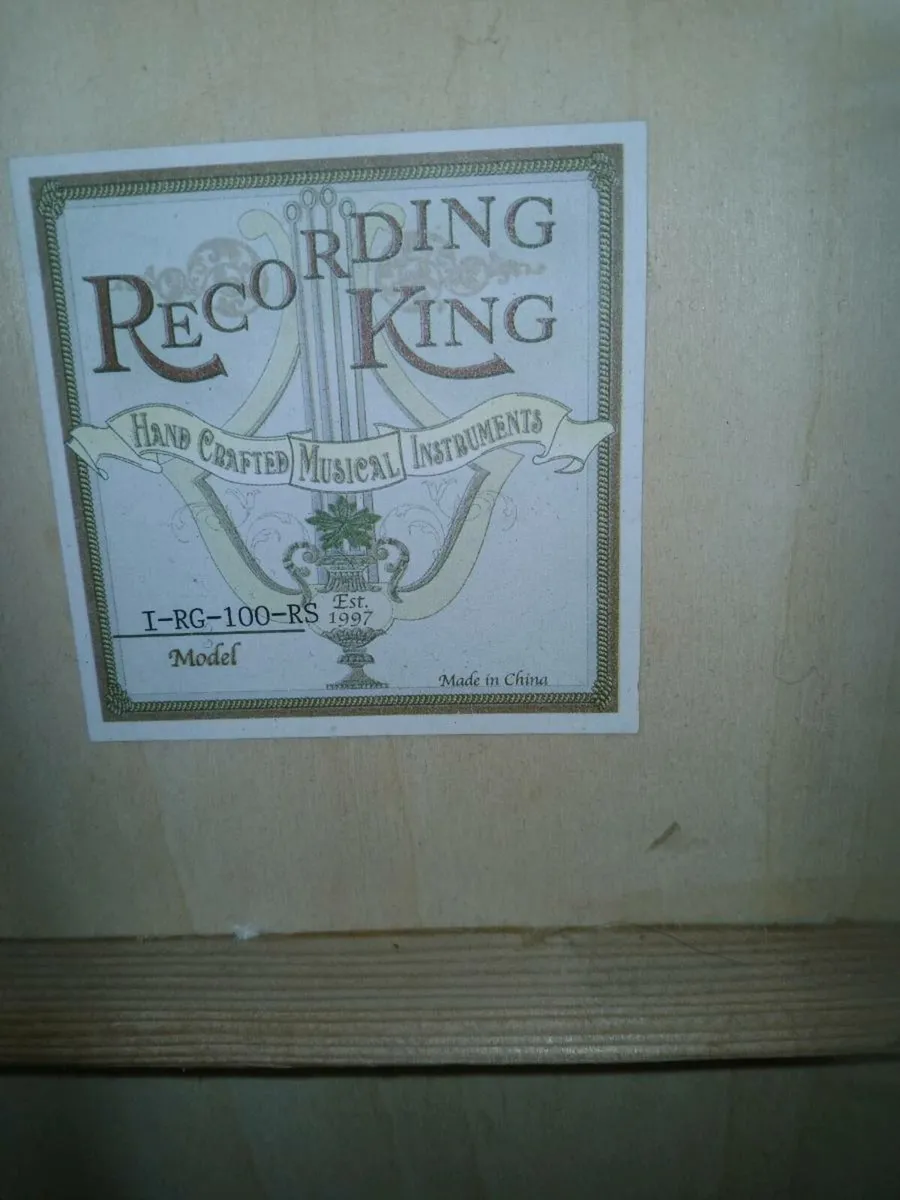 RECORDING
KING
HAND CRAFTED MUSICAL INSTRUMENTS
I-RG-100-RS
Est.
1997
Model
Made in China